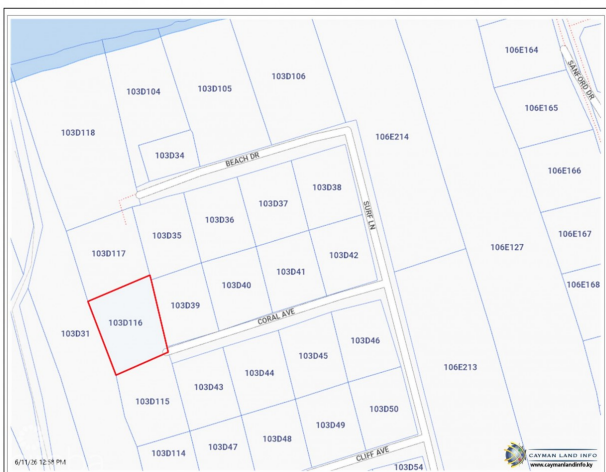 106E164
SANFORD DR
103D104
103D105
103D106
106E165
103D118
106E214
103D34
BEACH DR
106E166
103D38
103D37
SURF LN
103D36
103D35
106E167
103D117
106E127
103D42
103D41
103D40
106E168
103D39
103D116
CORAL AVE
103D31
103D46
103D45
103D44
106E213
103D43
103D115
103D50
103D49
103D48
103D47
103D114
CLIFF AVE
103D54
CAYMAN LAND INFO
www.caymanlandinfo.ky